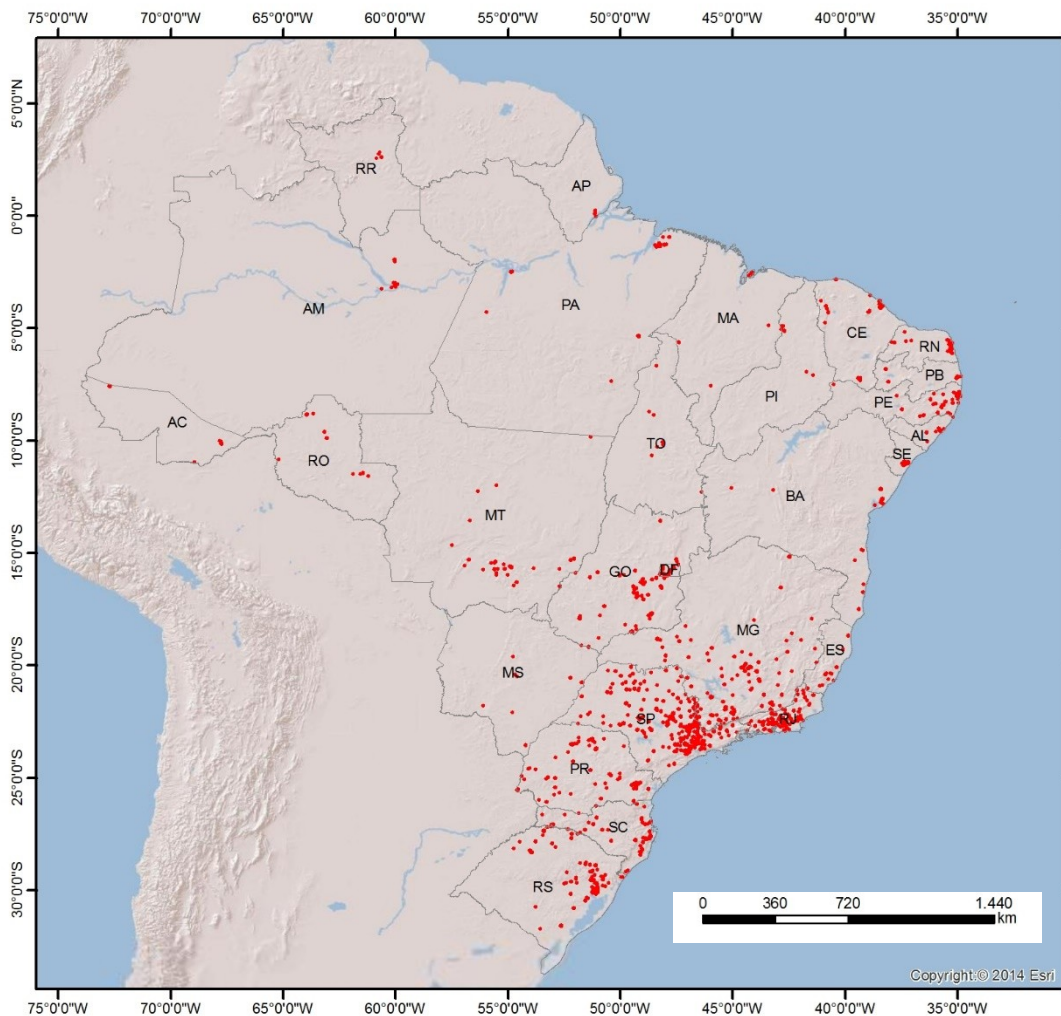 75°0'0"W 70°0'0"W 65°0'0"W 60°0'0"W 55°0'0"W 50°0'0"W 45°0'0"W 40°0'0"W 35°0'0"W
5°0'0"N
0°0'0"
5°0'0"S
10°0'0"S
15°0'0"S
20°0'0"S
25°0'0"S
30°0'0"S
RR
AP
AM
PA
MA
CE
RN
PB
PI
PE
AC
AL
TO
SE
RO
BA
MT
GO
DF
MG
ES
MS
SP
RJ
PR
SC
RS
0 360 720 1.440
km
Copyright:© 2014 Esri
75°0'0"W 70°0'0"W 65°0'0"W 60°0'0"W 55°0'0"W 50°0'0"W 45°0'0"W 40°0'0"W 35°0'0"W